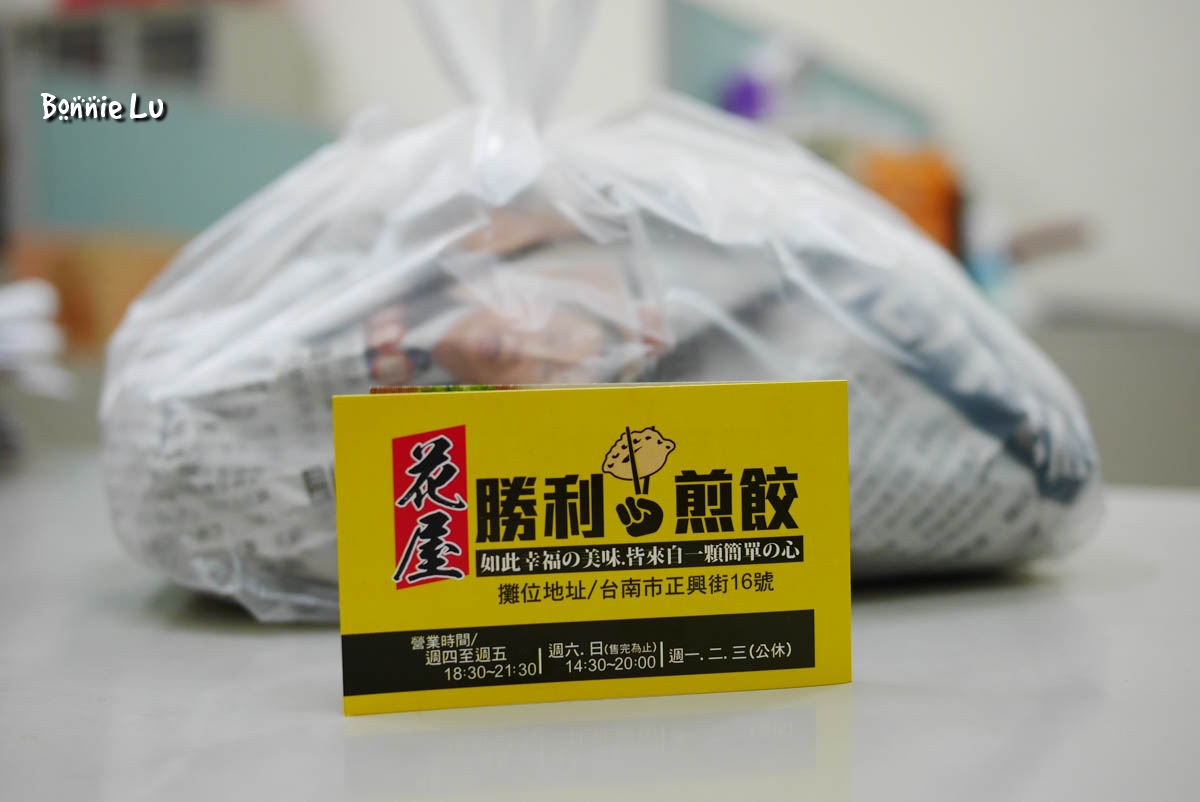 Bonnie Lu
花屋
勝利煎餃
如此幸福の美味.皆來自一顆簡單の心
攤位地址/台南市正興街16號
營業時間/
週四至週五
18:30~21:30
週六.日(售完為止)
14:30~20:00
週一.二.三(公休)